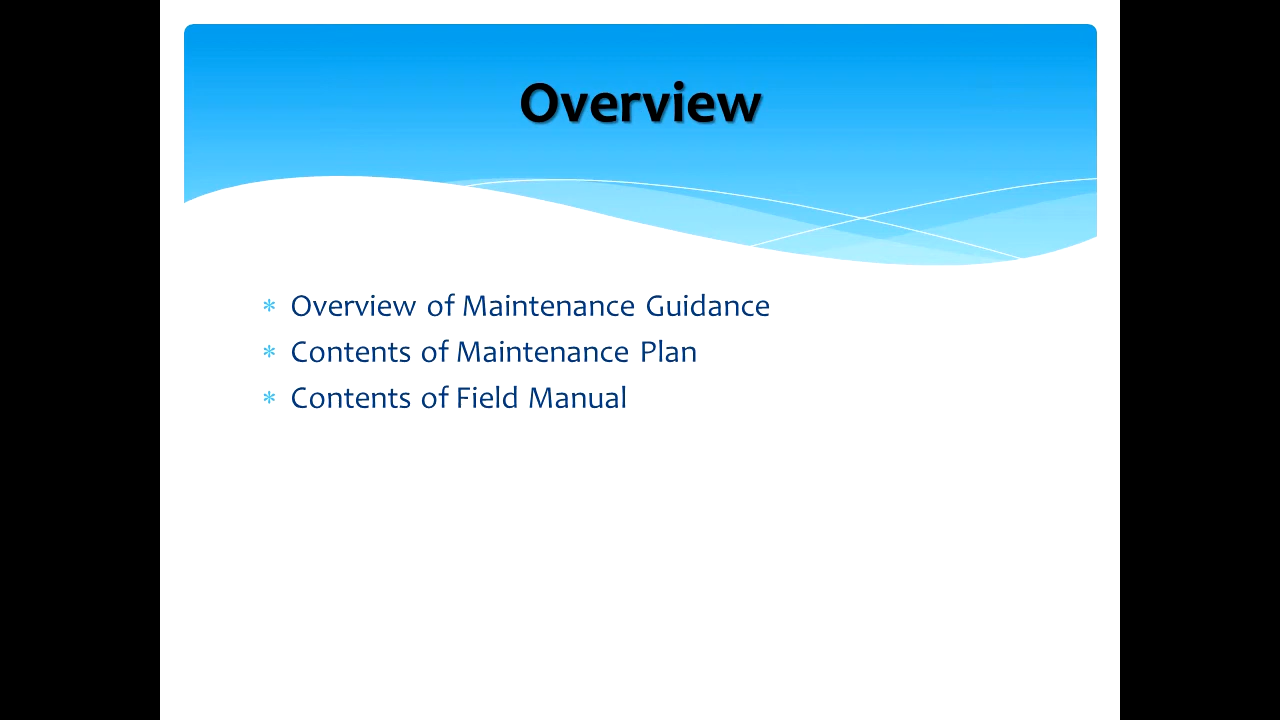 Overview
* Overview of Maintenance Guidance
* Contents of Maintenance Plan
* Contents of Field Manual